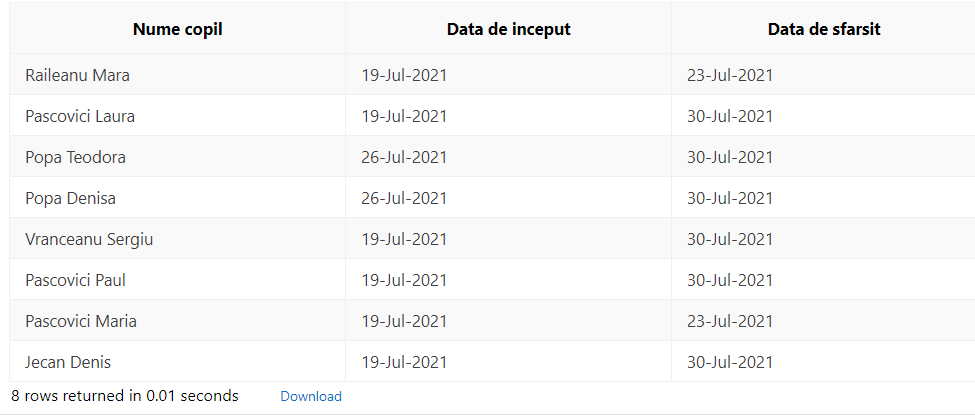 Nume copil Data de inceput Data de sfarsit
Raileanu Mara 19-Jul-2021 23-Jul-2021
Pascovici Laura 19-Jul-2021 30-Jul-2021
Popa Teodora 26-Jul-2021 30-Jul-2021
Popa Denisa 26-Jul-2021 30-Jul-2021
Vranceanu Sergiu 19-Jul-2021 30-Jul-2021
Pascovici Paul 19-Jul-2021 30-Jul-2021
Pascovici Maria 19-Jul-2021 23-Jul-2021
Jecan Denis 19-Jul-2021 30-Jul-2021
8 rows returned in 0.01 seconds Download